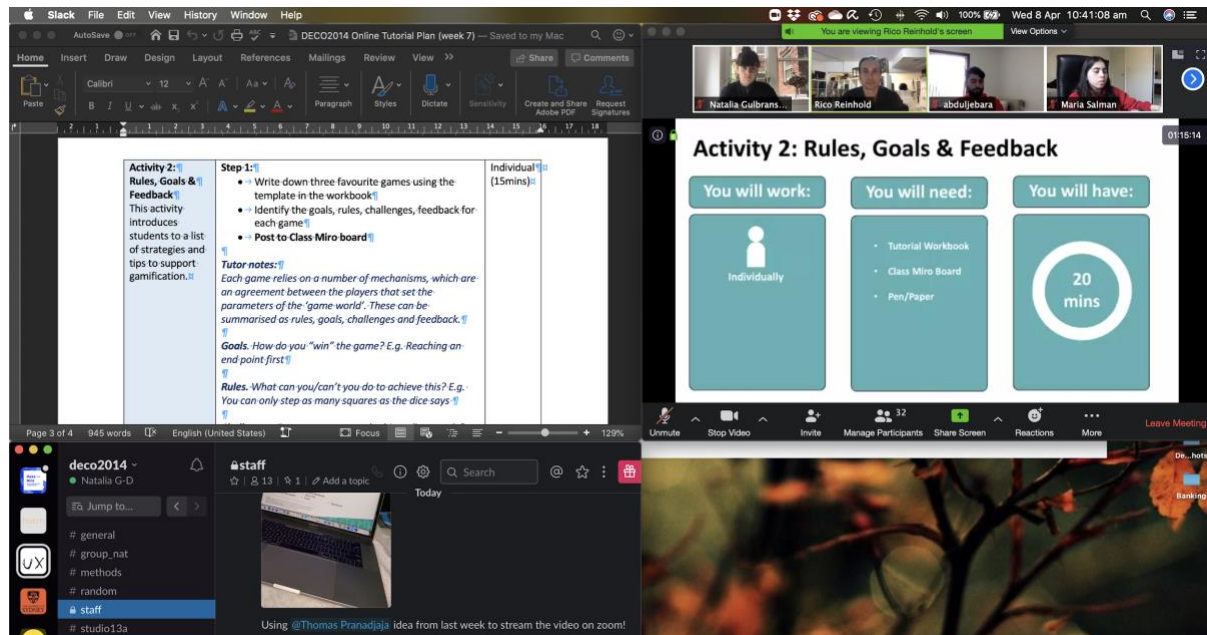 Slack File Edit View History Window Help
100% Wed 8 Apr 10:41:08 am
AutoSave DECO2014 Online Tutorial Plan (week 7) — Saved to my Mac
Home Insert Draw Design Layout References Mailings Review View Share Comments
Paste
Calibri 12
Paragraph Styles Dictate Sensitivity Create and Share Adobe PDF Request Signatures
Activity 2:
Rules, Goals &
Feedback
This activity
introduces
students to a list
of strategies and
tips to support
gamification.
Step 1:
Write down three favourite games using the
template in the workbook
Identify the goals, rules, challenges, feedback for
each game
Post to Class Miro board
Tutor notes:
Each game relies on a number of mechanisms, which are
an agreement between the players that set the
parameters of the 'game world'. These can be
summarised as rules, goals, challenges and feedback.
Goals. How do you "win" the game? E.g. Reaching an
end point first
Rules. What can you/can't you do to achieve this? E.g.
You can only step as many squares as the dice says
Individual
(15mins)
Page 3 of 4 945 words English (United States) Focus 129%
You are viewing Rico Reinhold's screen View Options
Natalia Gulbrans...
Rico Reinhold
abduljebara
Maria Salman
01:15:14
Activity 2: Rules, Goals & Feedback
You will work:
Individually
You will need:
• Tutorial Workbook
• Class Miro Board
• Pen/Paper
You will have:
20
mins
Unmute Stop Video Invite Manage Participants 32 Share Screen Reactions More Leave Meeting
deco2014
Natalia G-D
Jump to...
# general
# group_nat
# methods
# random
staff
# studio13a
staff
13 1 Add a topic
Search
Today
Using @Thomas Pranadjaja idea from last week to stream the video on zoom!
UX
De...hots
Banking